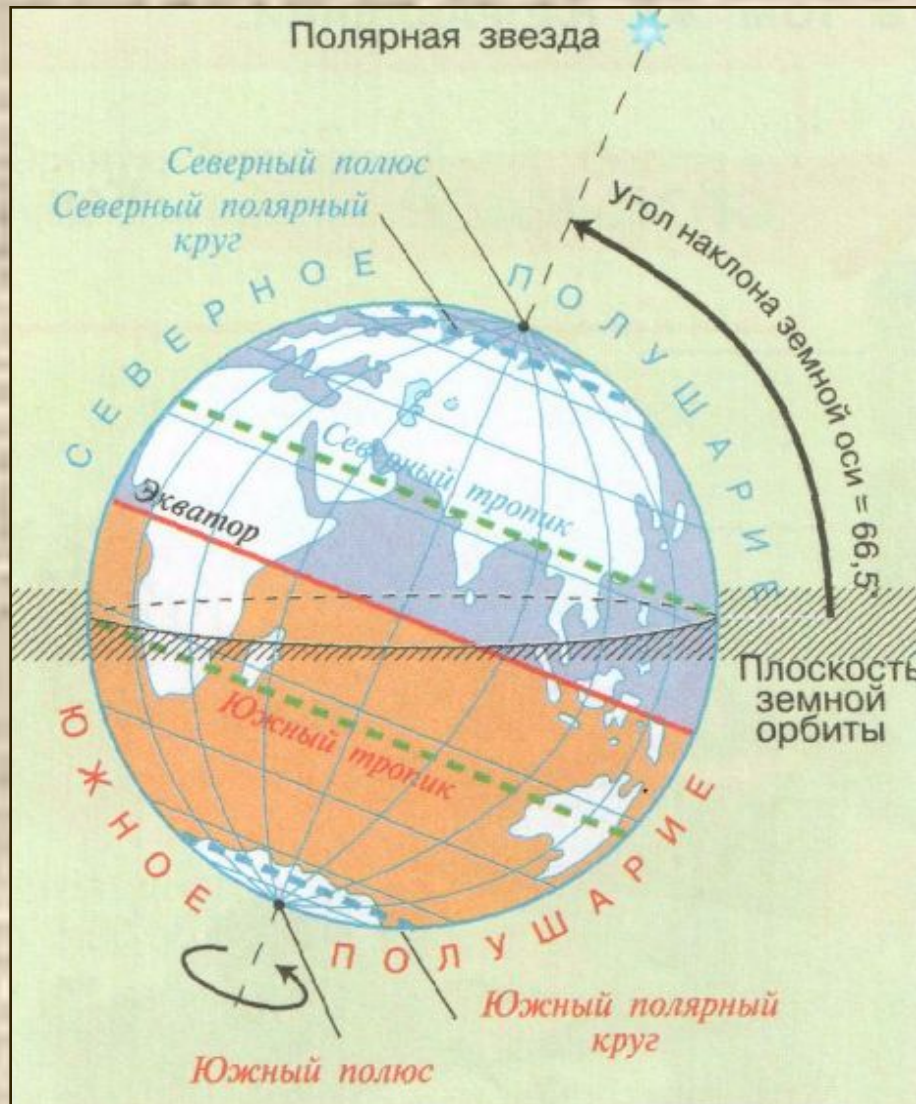 Полярная звезда
Северный полюс
Северный полярный
круг
Угол наклона земной оси = 66,5°
СЕВЕРНОЕ ПОЛУШАРИЕ
Северный тропик
Экватор
Плоскость
земной
орбиты
Южный тропик
ЮЖНОЕ ПОЛУШАРИЕ
Южный полярный
круг
Южный полюс